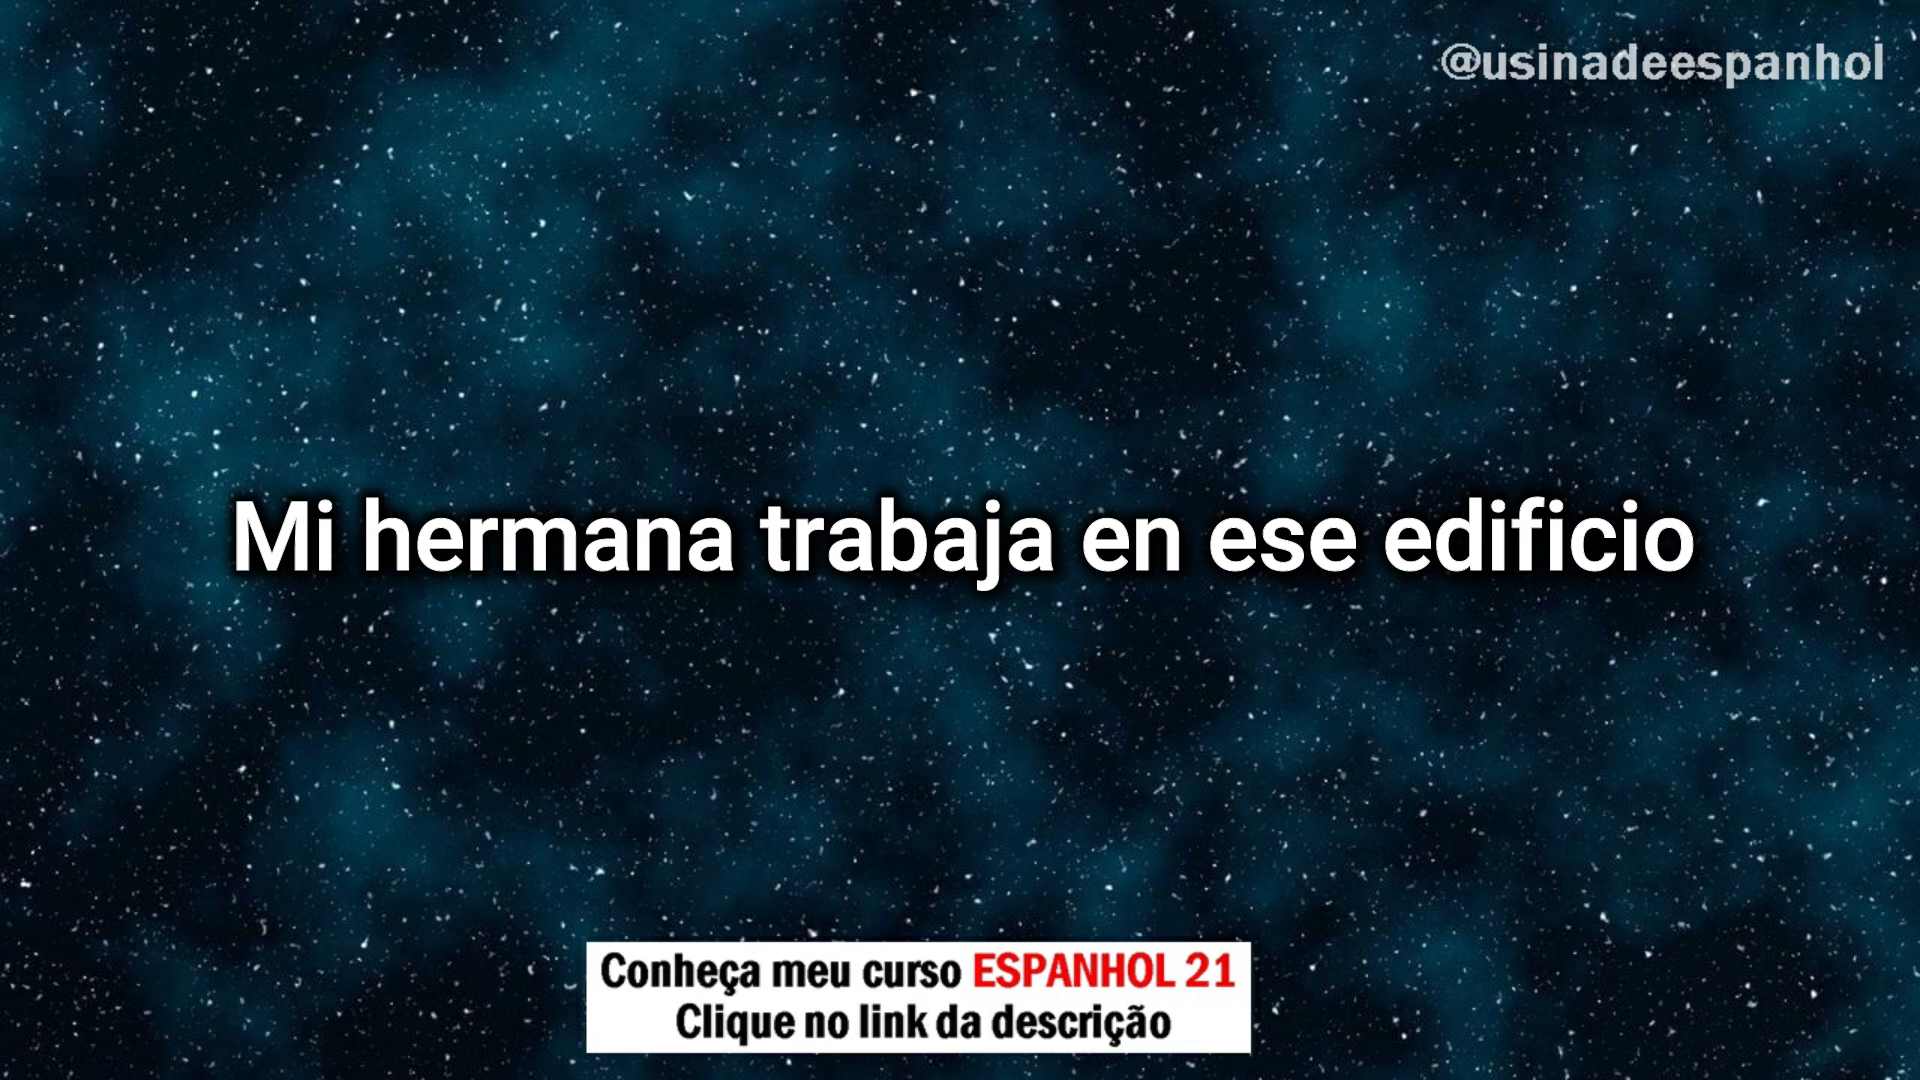 @usinadeespanhol
Mi hermana trabaja en ese edificio
Conheça meu curso ESPANHOL 21
Clique no link da descrição